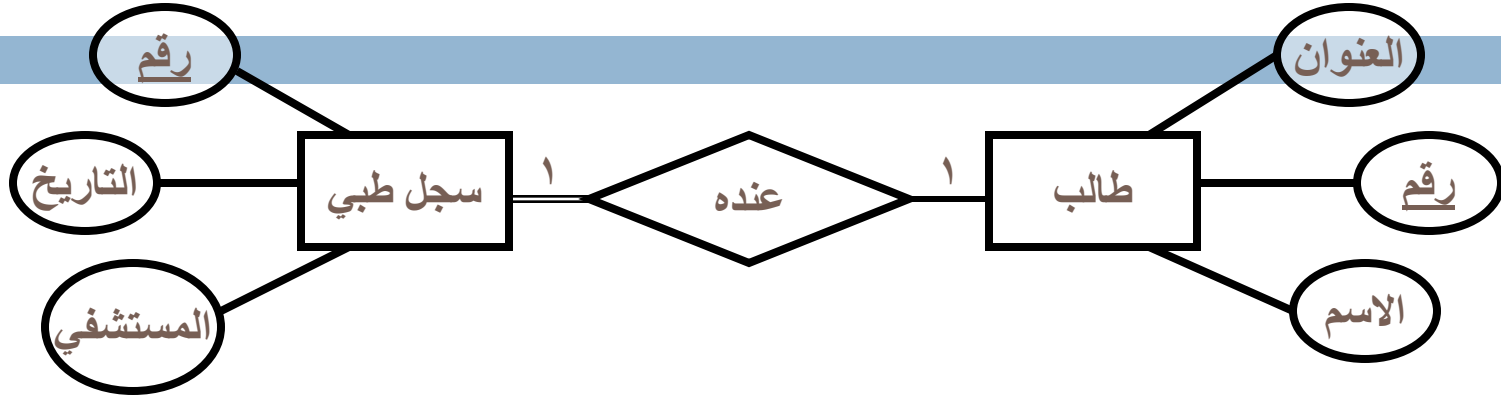 العنوان
رقم
رقم
التاريخ
طالب
١
عنده
١
سجل طبي
الاسم
المستشفي